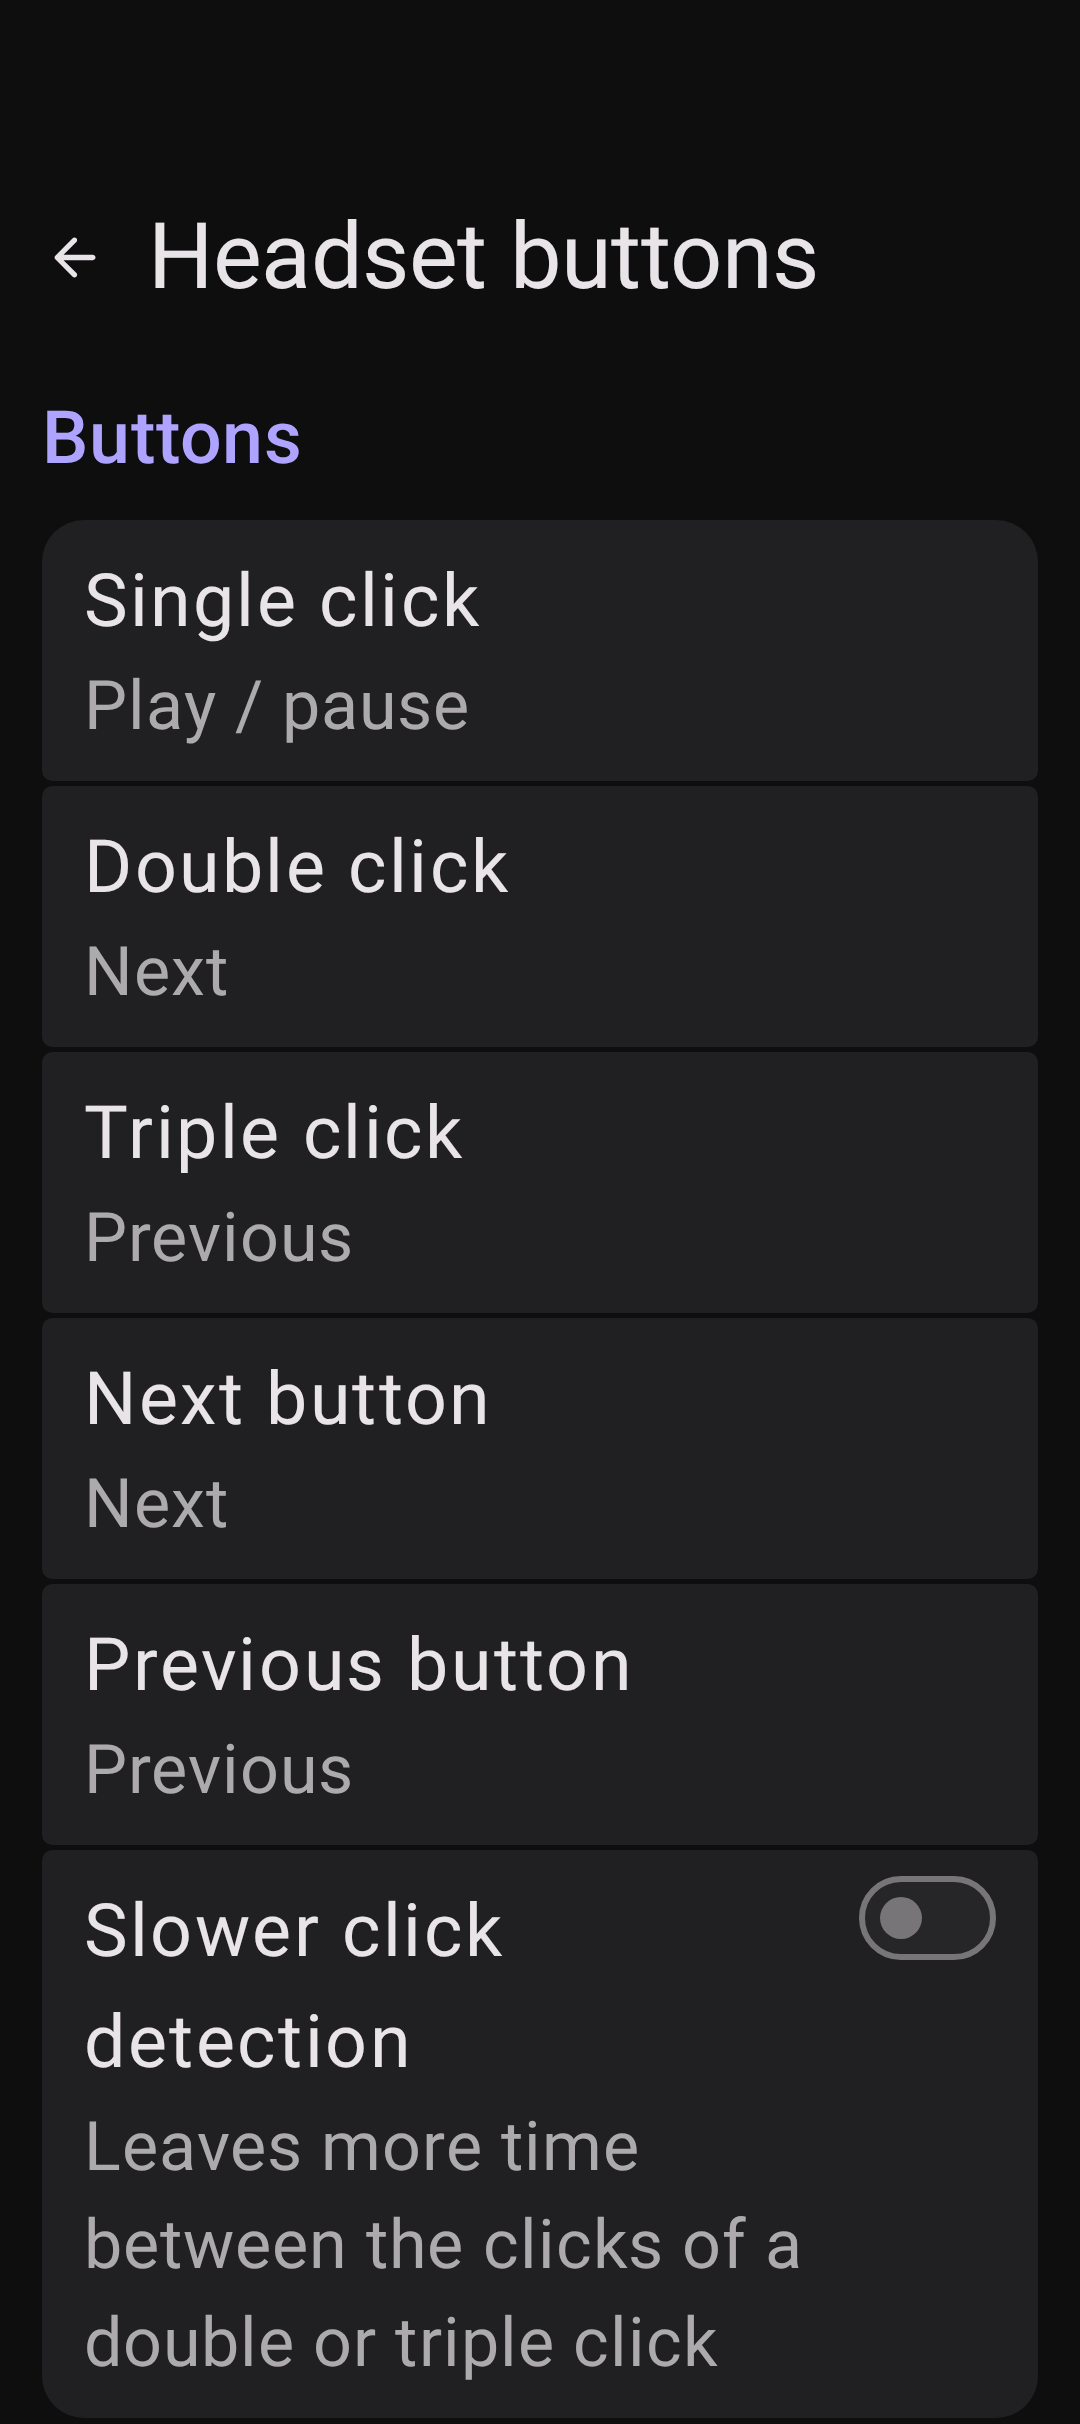 Headset buttons
Buttons
Single click
Play / pause
Double click
Next
Triple click
Previous
Next button
Next
Previous button
Previous
Slower click
detection
Leaves more time
between the clicks of a
double or triple click